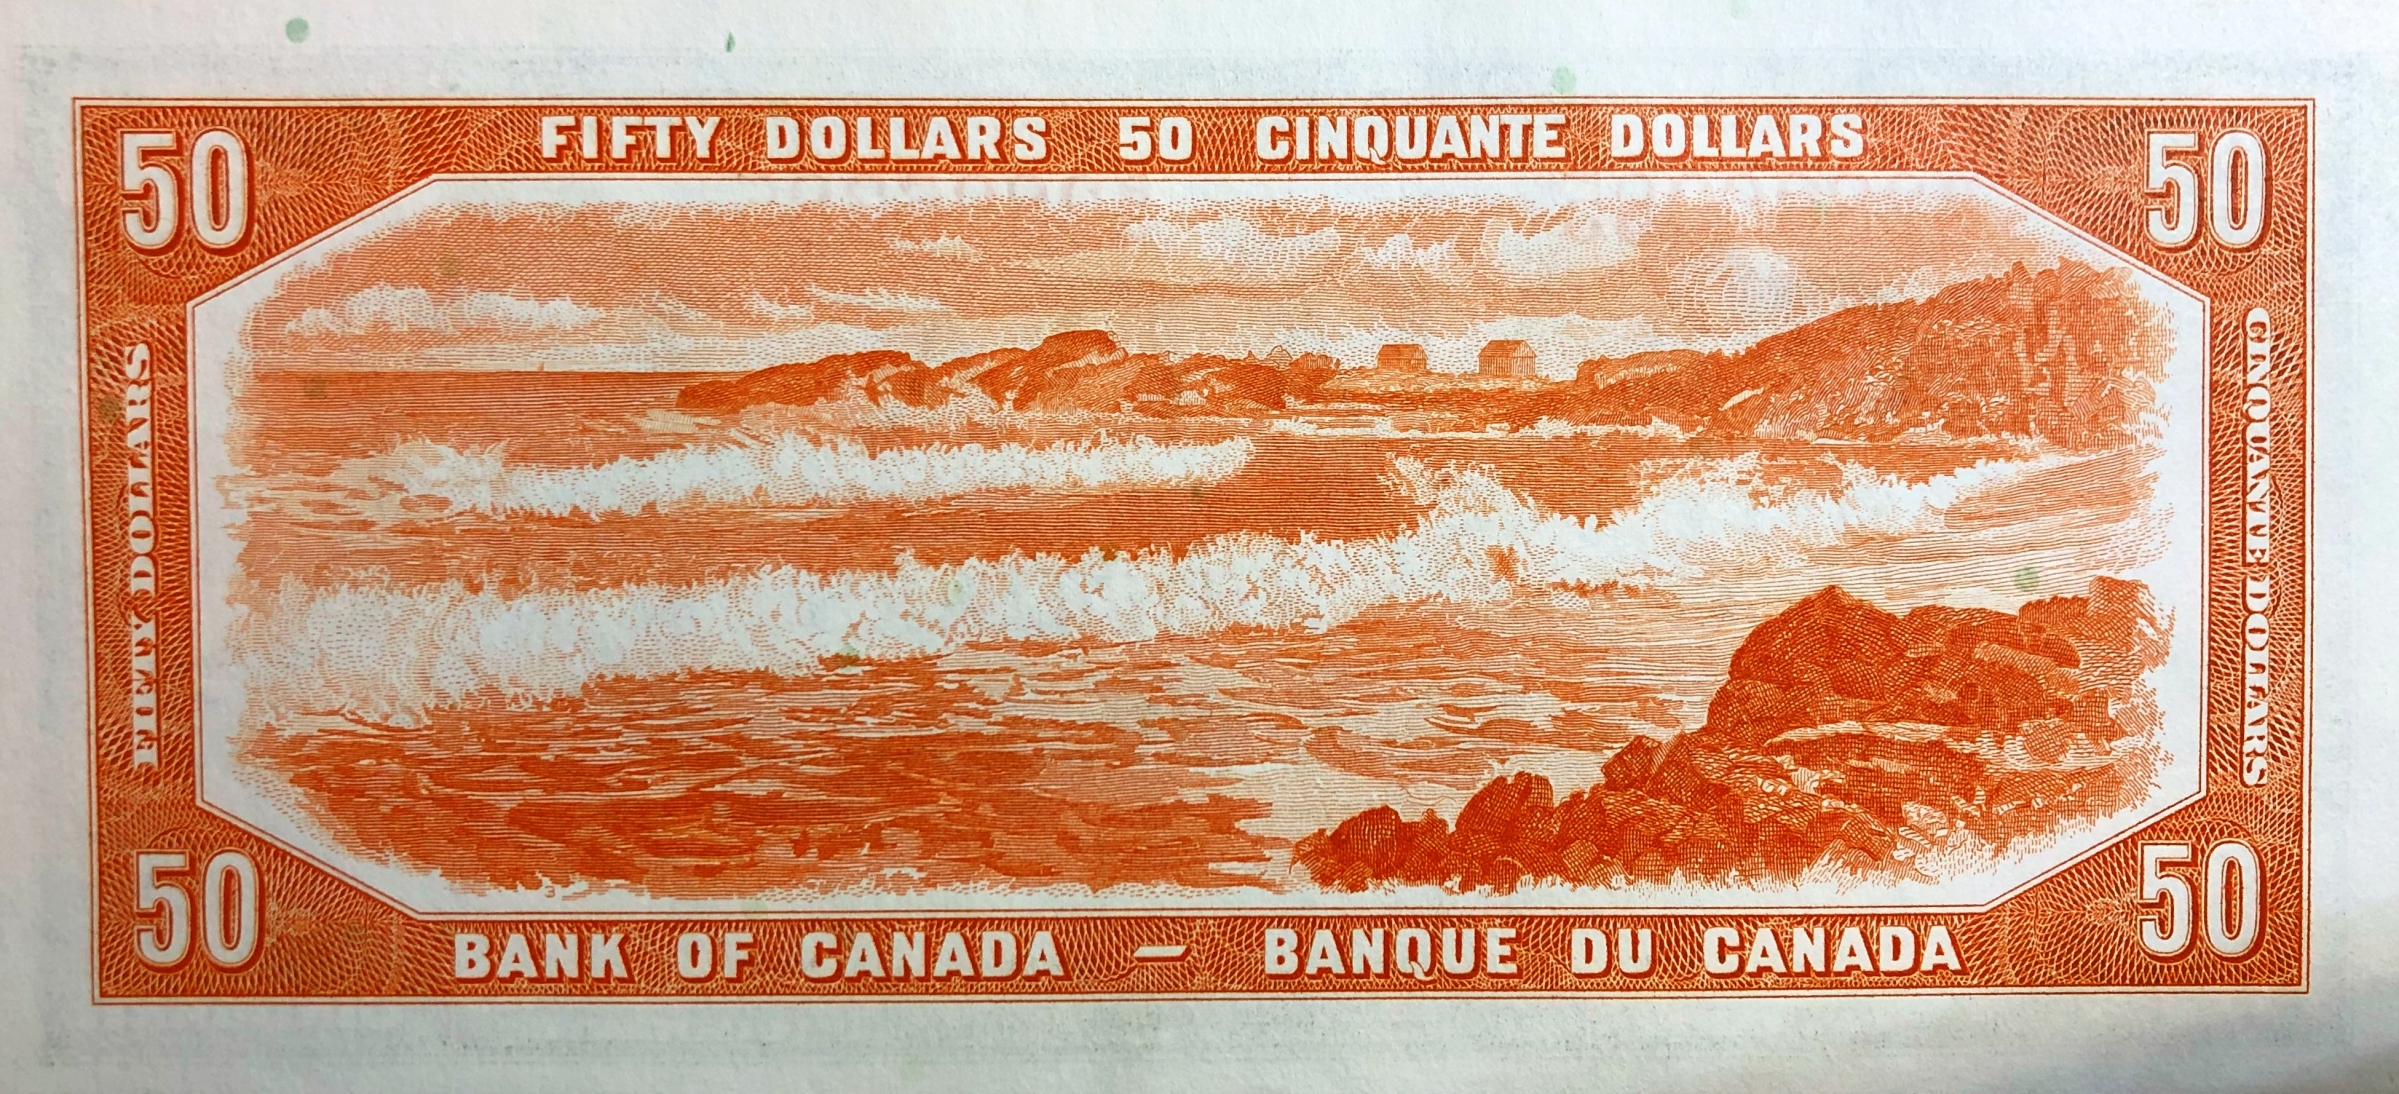 FIFTY DOLLARS 50 CINQUANTE DOLLARS
50
50
FIFTY DOLLARS
CINQUANTE DOLLARS
3
50
50
BANK OF CANADA — BANQUE DU CANADA